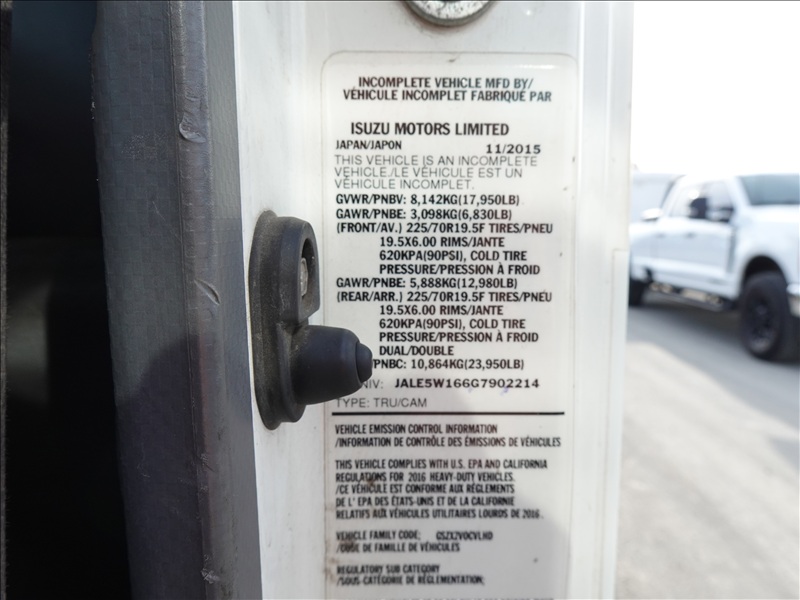 INCOMPLETE VEHICLE MFD BY/
VÉHICULE INCOMPLET FABRIQUÉ PAR
ISUZU MOTORS LIMITED
JAPAN/JAPON 11/2015
THIS VEHICLE IS AN INCOMPLETE
VEHICLE./LE VÉHICULE EST UN
VÉHICULE INCOMPLET.
GVWR/PNBV: 8,142KG(17,950LB)
GAWR/PNBE: 3,098KG(6,830LB)
(FRONT/AV.) 225/70R19.5F TIRES/PNEU
19.5X6.00 RIMS/JANTE
620KPA(90PSI), COLD TIRE
PRESSURE/PRESSION À FROID
GAWR/PNBE: 5,888KG(12,980LB)
(REAR/ARR.) 225/70R19.5F TIRES/PNEU
19.5X6.00 RIMS/JANTE
620KPA(90PSI), COLD TIRE
PRESSURE/PRESSION À FROID
DUAL/DOUBLE
/PNBC: 10,864KG(23,950LB)
NIV: JALE5W166G7902214
TYPE: TRU/CAM
VEHICLE EMISSION CONTROL INFORMATION
/INFORMATION DE CONTRÔLE DES ÉMISSIONS DE VÉHICULES
THIS VEHICLE COMPLIES WITH U.S. EPA AND CALIFORNIA
REGULATIONS FOR 2016 HEAVY-DUTY VEHICLES.
/CE VÉHICULE EST CONFORME AUX RÉGLEMENTS
DE L' EPA DES ÉTATS-UNIS ET DE LA CALIFORNIE
RELATIFS AUX VÉHICULES UTILITAIRES LOURDS DE 2016.
VEHICLE FAMILY CODE:
/CODE DE FAMILLE DE VÉHICULES
REGULATORY SUB CATEGORY
/SOUS-CATÉGORIE DE RÉGLEMENTATION: